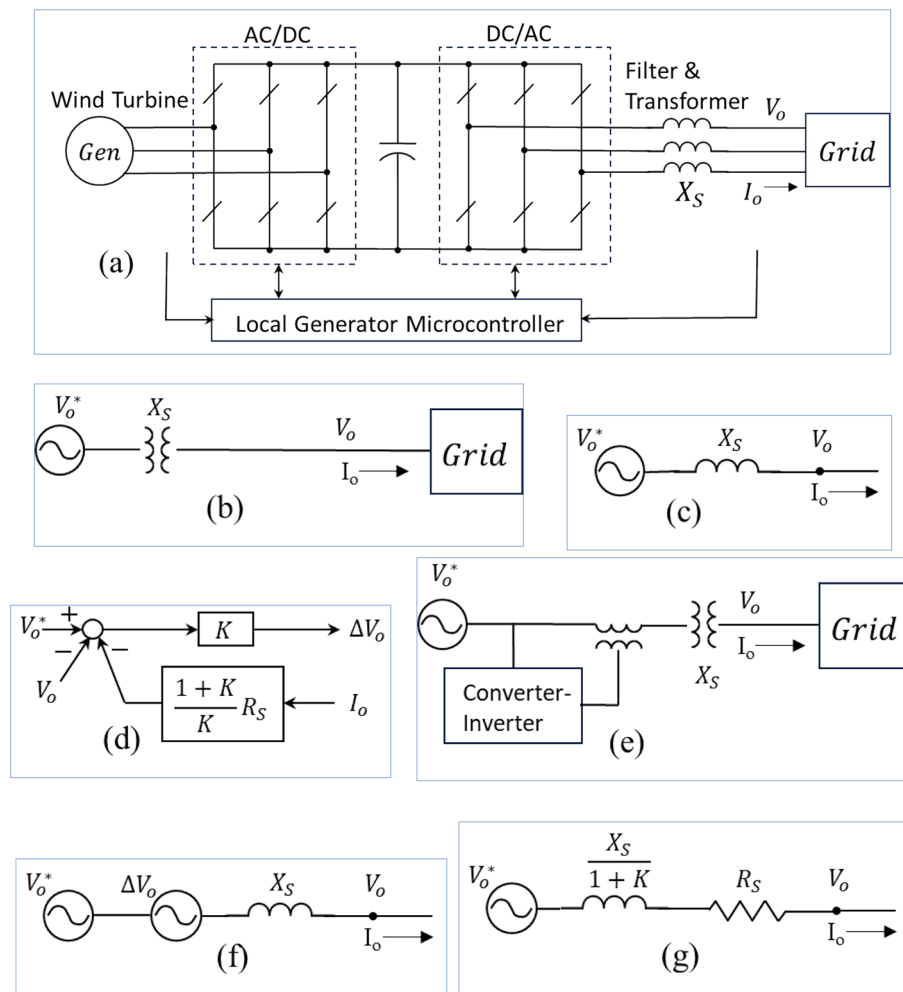 AC/DC
DC/AC
Wind Turbine
Filter &
Transformer
Gen
V_o
Grid
X_S
I_o
(a)
Local Generator Microcontroller
V_o^*
X_S
V_o
I_o
Grid
(b)
V_o^*
X_S
V_o
I_o
(c)
V_o^*
+
−
−
V_o
K
ΔV_o
1 + K
K
R_S
I_o
(d)
V_o^*
V_o
I_o
Grid
X_S
Converter-
Inverter
(e)
V_o^*
ΔV_o
X_S
V_o
I_o
(f)
V_o^*
X_S
1 + K
R_S
V_o
I_o
(g)